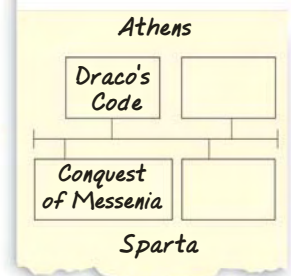 Athens
Draco's
Code
Conquest
of Messenia
Sparta